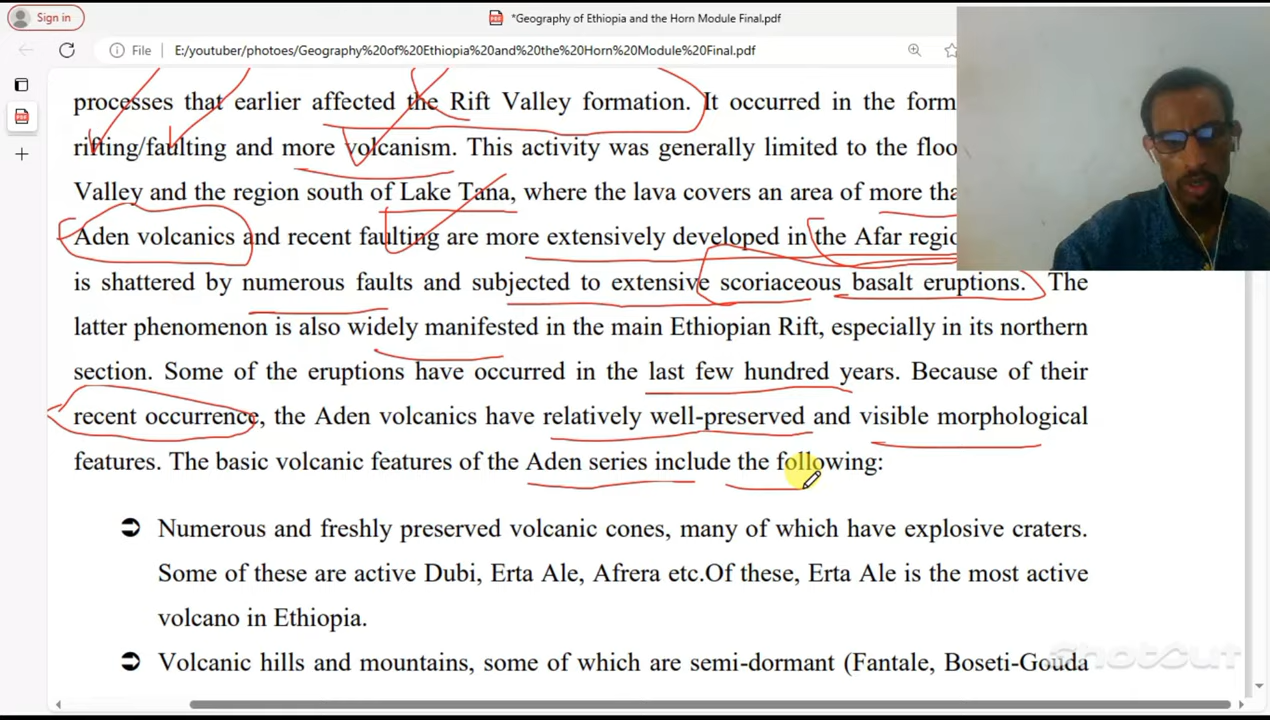 Sign in
*Geography of Ethiopia and the Horn Module Final.pdf
File E:/youtuber/photoes/Geography%20of%20Ethiopia%20and%20the%20Horn%20Module%20Final.pdf
processes that earlier affected the Rift Valley formation. It occurred in the form
rifting/faulting and more volcanism. This activity was generally limited to the
Valley and the region south of Lake Tana, where the lava covers an area of more
Aden volcanics and recent faulting are more extensively developed in the Afar
is shattered by numerous faults and subjected to extensive scoriaceous basalt eruptions. The
latter phenomenon is also widely manifested in the main Ethiopian Rift, especially in its northern
section. Some of the eruptions have occurred in the last few hundred years. Because of their
recent occurrence, the Aden volcanics have relatively well-preserved and visible morphological
features. The basic volcanic features of the Aden series include the following:
➲ Numerous and freshly preserved volcanic cones, many of which have explosive craters.
Some of these are active Dubi, Erta Ale, Afrera etc.Of these, Erta Ale is the most active
volcano in Ethiopia.
➲ Volcanic hills and mountains, some of which are semi-dormant (Fantale, Boseti-Gouda
Shotcut